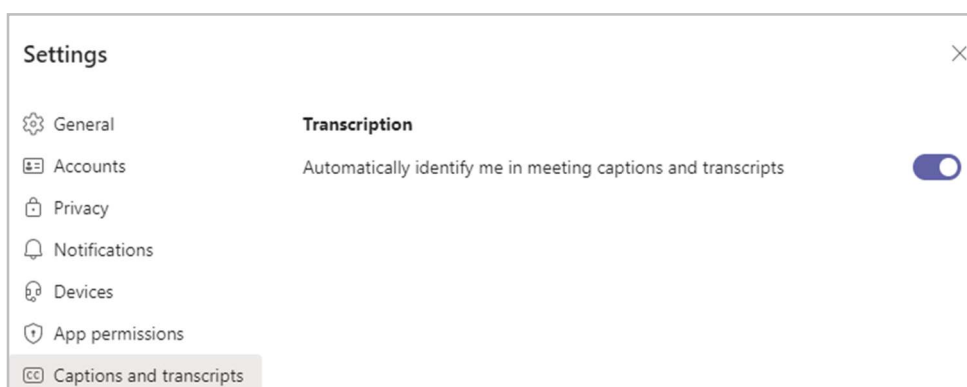 Settings
General
Accounts
Privacy
Notifications
Devices
App permissions
CC Captions and transcripts
Transcription
Automatically identify me in meeting captions and transcripts